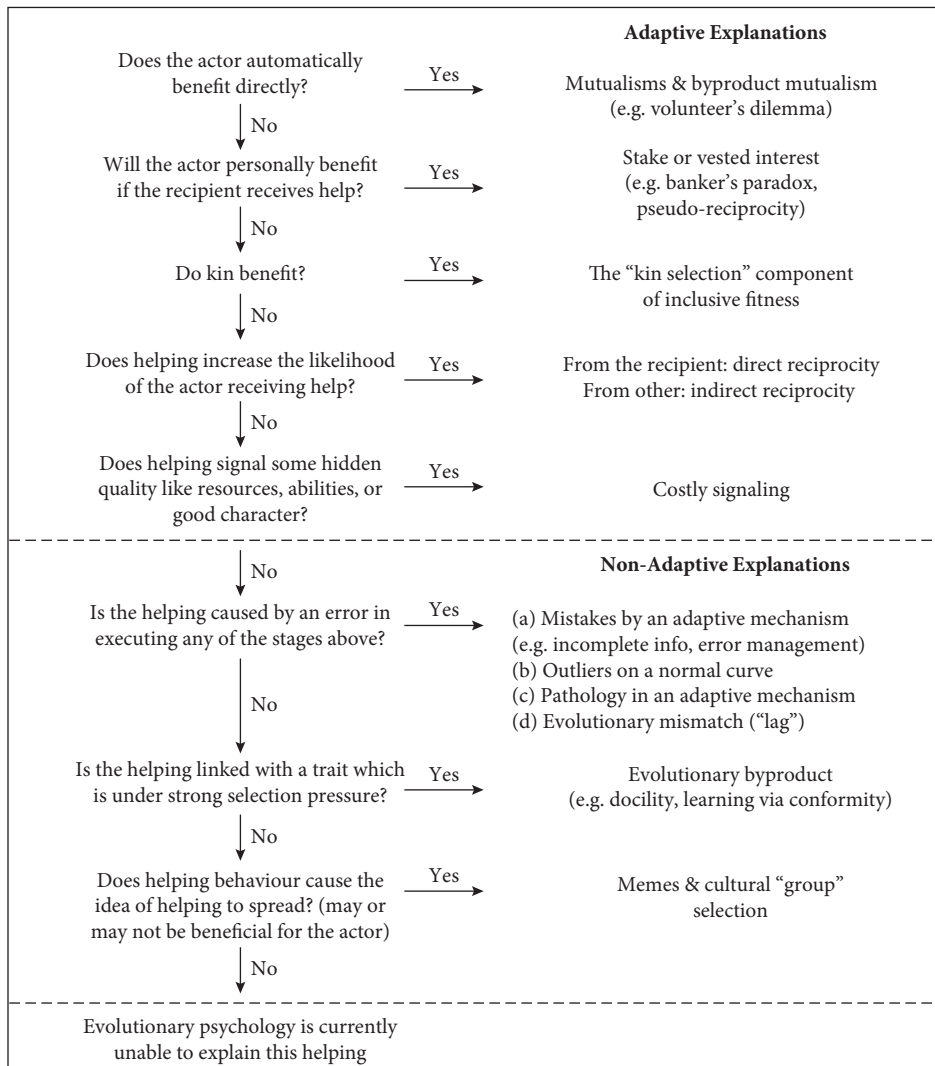 Adaptive Explanations
Does the actor automatically
benefit directly?
Yes
Mutualisms & byproduct mutualism
(e.g. volunteer's dilemma)
No
Will the actor personally benefit
if the recipient receives help?
Yes
Stake or vested interest
(e.g. banker's paradox,
pseudo-reciprocity)
No
Do kin benefit?
Yes
The “kin selection” component
of inclusive fitness
No
Does helping increase the likelihood
of the actor receiving help?
Yes
From the recipient: direct reciprocity
From other: indirect reciprocity
No
Does helping signal some hidden
quality like resources, abilities, or
good character?
Yes
Costly signaling
No
Non-Adaptive Explanations
Is the helping caused by an error in
executing any of the stages above?
Yes
(a) Mistakes by an adaptive mechanism
(e.g. incomplete info, error management)
(b) Outliers on a normal curve
(c) Pathology in an adaptive mechanism
(d) Evolutionary mismatch (“lag”)
No
Is the helping linked with a trait which
is under strong selection pressure?
Yes
Evolutionary byproduct
(e.g. docility, learning via conformity)
No
Does helping behaviour cause the
idea of helping to spread? (may or
may not be beneficial for the actor)
Yes
Memes & cultural “group”
selection
No
Evolutionary psychology is currently
unable to explain this helping